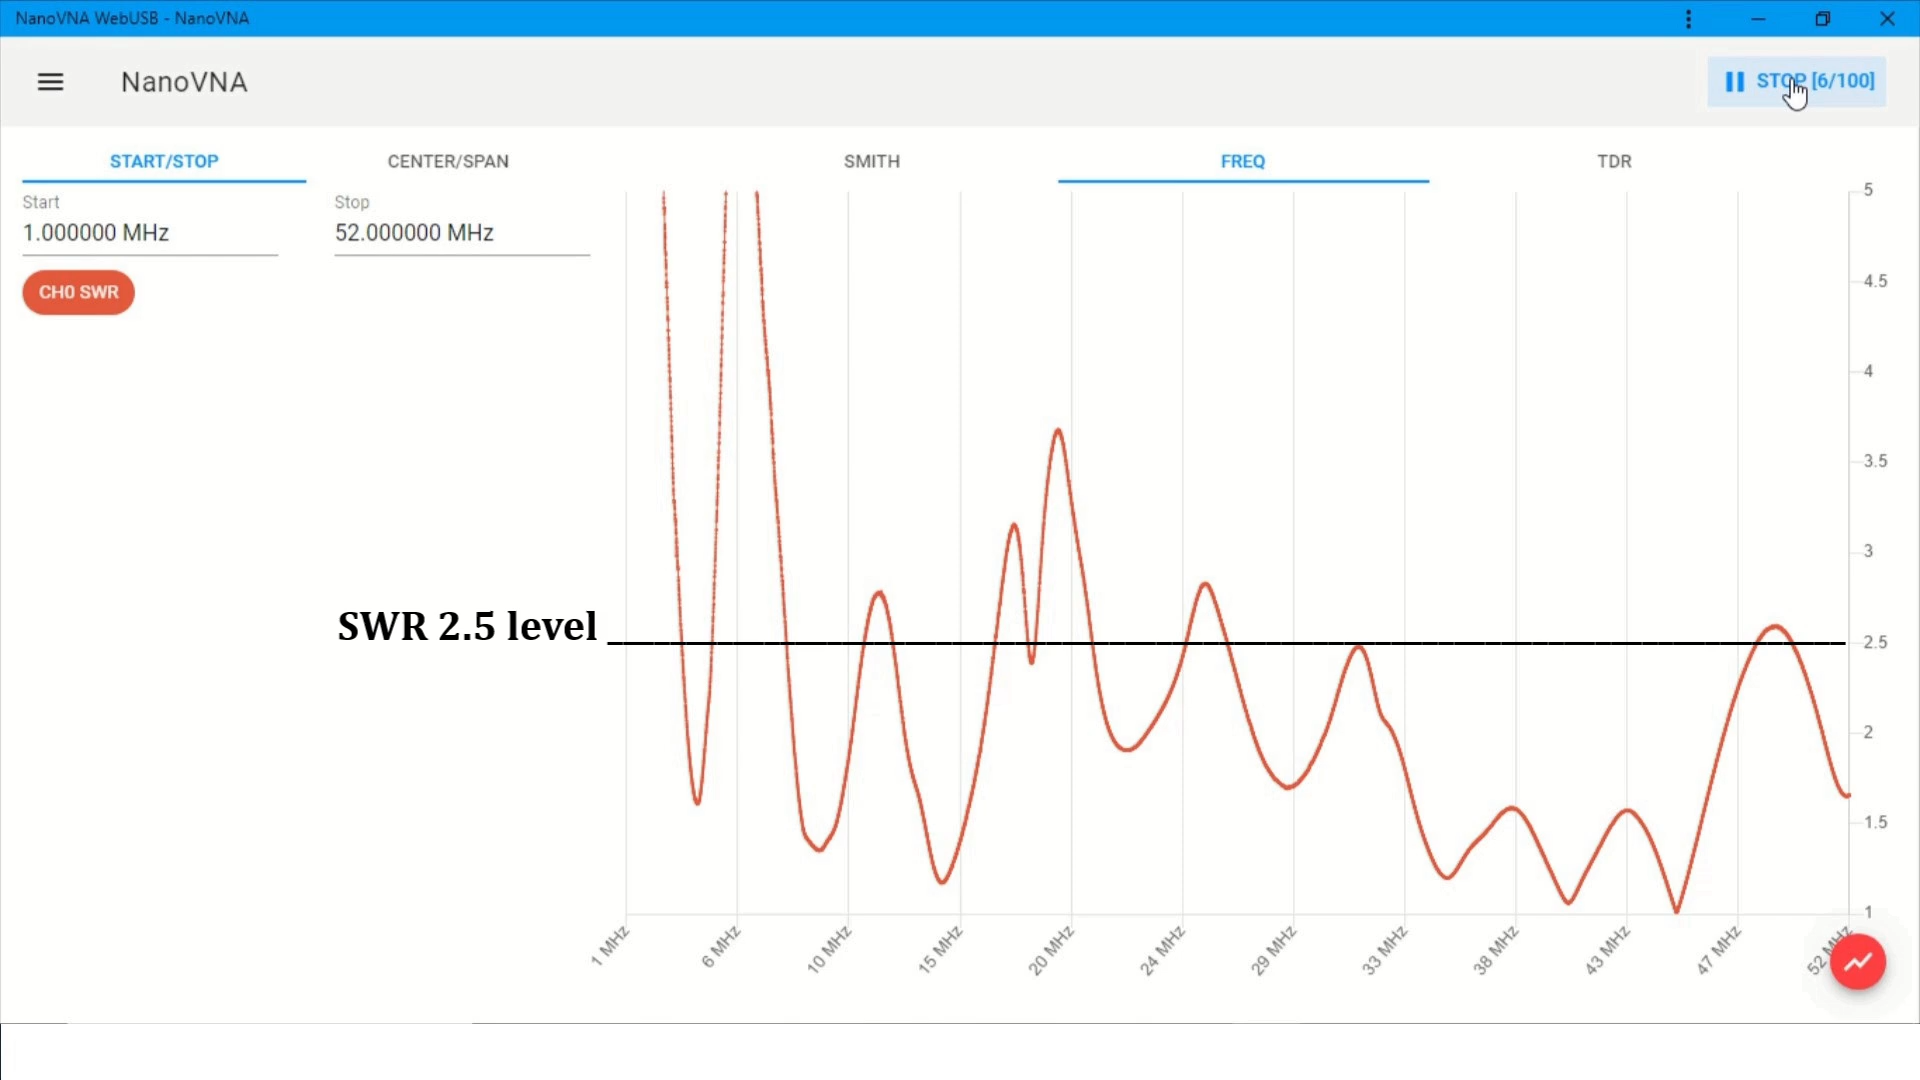 NanoVNA WebUSB - NanoVNA
NanoVNA
STOP [6/100]
START/STOP
CENTER/SPAN
SMITH
FREQ
TDR
Start
1.000000 MHz
Stop
52.000000 MHz
CH0 SWR
SWR 2.5 level
5
4.5
4
3.5
3
2.5
2
1.5
1
1 MHz
6 MHz
10 MHz
15 MHz
20 MHz
24 MHz
29 MHz
33 MHz
38 MHz
43 MHz
47 MHz
52 MHz